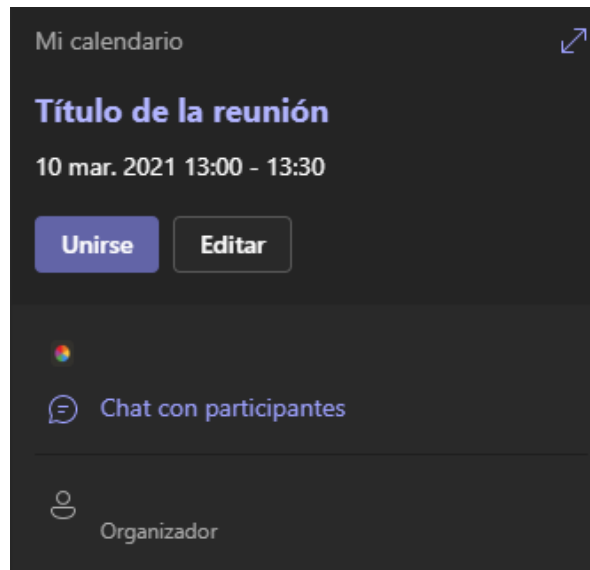 Mi calendario
Título de la reunión
10 mar. 2021 13:00 - 13:30
Unirse Editar
Chat con participantes
Organizador